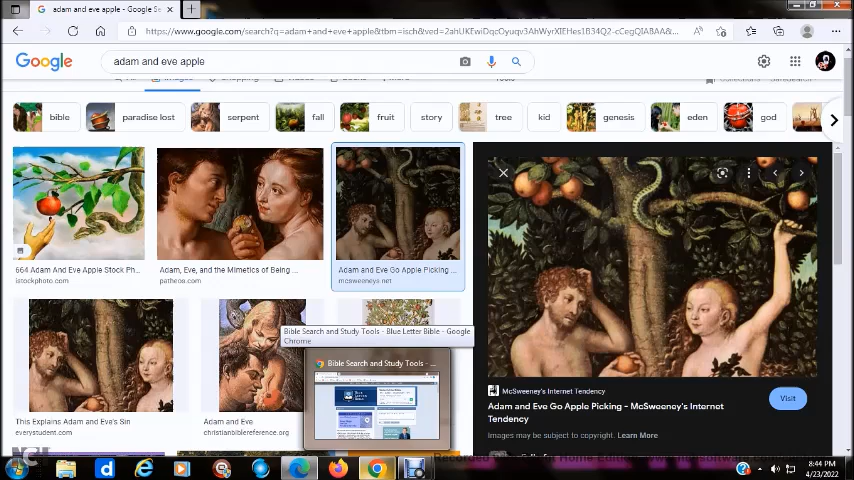 adam and eve apple - Google Se
https://www.google.com/search?q=adam+and+eve+apple&tbm=isch&ved=2ahUKEwiDqcOyuqv3AhWyrXIEHes1B34Q2-cCegQIABAA&...
Google
adam and eve apple
bible
paradise lost
serpent
fall
fruit
story
tree
kid
genesis
eden
god
664 Adam And Eve Apple Stock Ph...
istockphoto.com
Adam, Eve, and the Mimetics of Being ...
patheos.com
Adam and Eve Go Apple Picking ...
mcsweeneys.net
Bible Search and Study Tools - Blue Letter Bible - Google
Chrome
Bible Search and Study Tools - ...
This Explains Adam and Eve's Sin
everystudent.com
Adam and Eve
christianbiblereference.org
McSweeney's Internet Tendency
Adam and Eve Go Apple Picking - McSweeney's Internet
Tendency
Visit
Images may be subject to copyright. Learn More
NCH
8:44 PM
4/23/2022